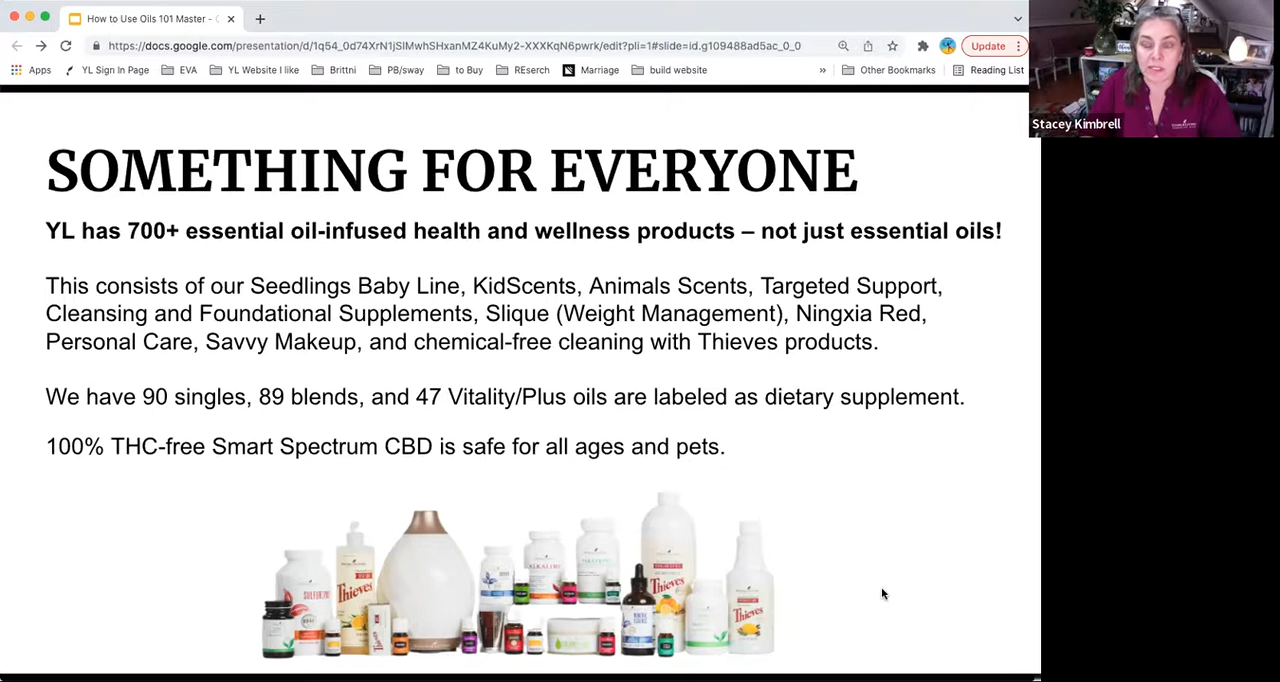 How to Use Oils 101 Master -
https://docs.google.com/presentation/d/1q54_0d74XrN1jSIMwhSHxanMZ4KuMy2-XXXKqN6pwrk/edit?pli=1#slide=id.g109488ad5ac_0_0
Update
Apps YL Sign In Page EVA YL Website I like Brittni PB/sway to Buy REserch Marriage build website » Other Bookmarks Reading List
Stacey Kimbrell
SOMETHING FOR EVERYONE
YL has 700+ essential oil-infused health and wellness products – not just essential oils!
This consists of our Seedlings Baby Line, KidScents, Animals Scents, Targeted Support,
Cleansing and Foundational Supplements, Slique (Weight Management), Ningxia Red,
Personal Care, Savvy Makeup, and chemical-free cleaning with Thieves products.
We have 90 singles, 89 blends, and 47 Vitality/Plus oils are labeled as dietary supplement.
100% THC-free Smart Spectrum CBD is safe for all ages and pets.
SULFURZYME
Thieves
ALKALIME
Thieves
Thieves